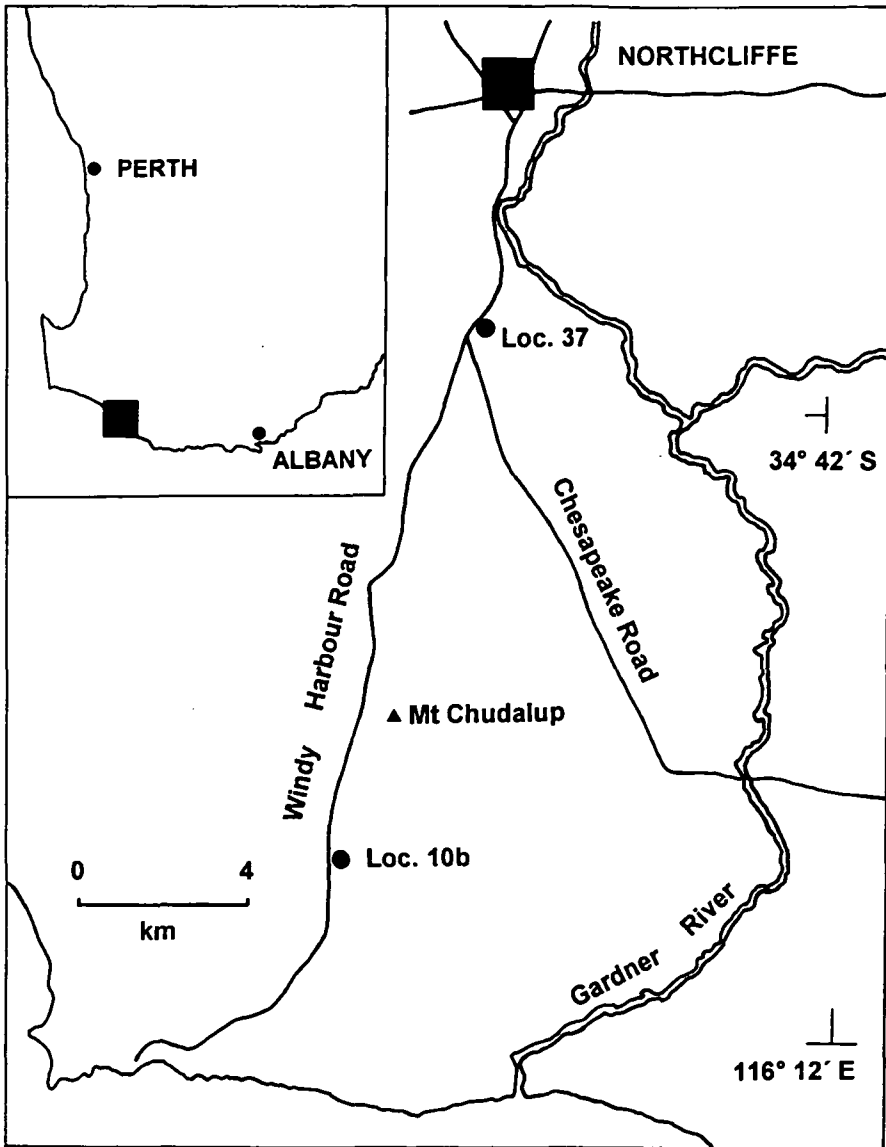 NORTHCLIFFE
PERTH
Loc. 37
ALBANY
34° 42´ S
Chesapeake Road
Windy Harbour Road
Mt Chudalup
Loc. 10b
0 4
km
Gardner River
116° 12´ E